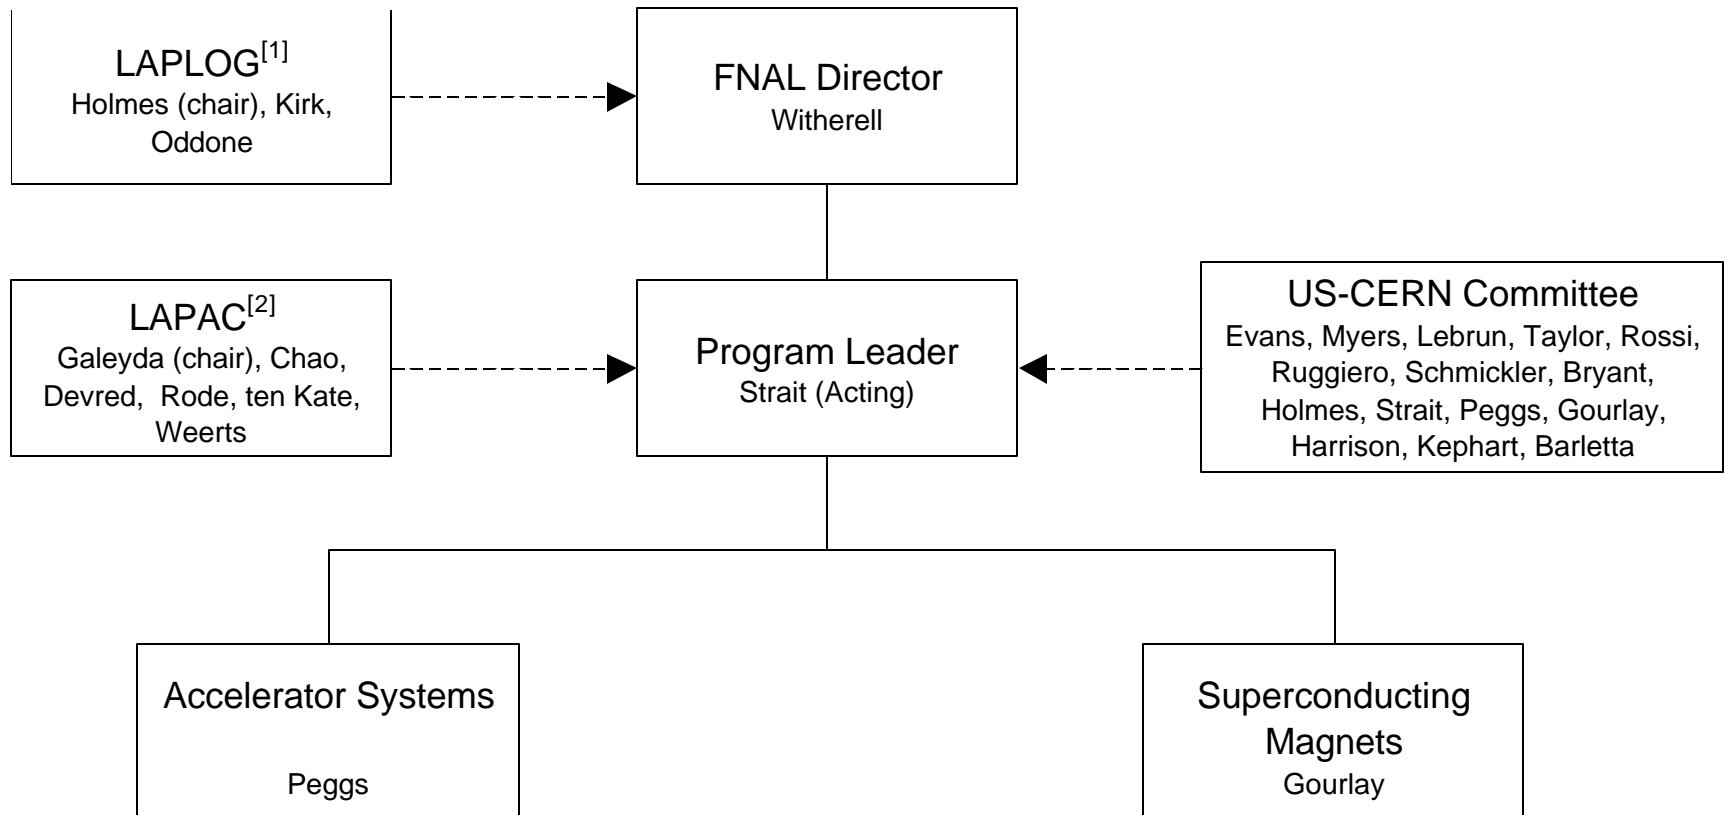 LAPLOG[1]
Holmes (chair), Kirk,
Oddone
FNAL Director
Witherell
LAPAC[2]
Galeyda (chair), Chao,
Devred, Rode, ten Kate,
Weerts
Program Leader
Strait (Acting)
US-CERN Committee
Evans, Myers, Lebrun, Taylor, Rossi,
Ruggiero, Schmickler, Bryant,
Holmes, Strait, Peggs, Gourlay,
Harrison, Kephart, Barletta
Accelerator Systems
Peggs
Superconducting
Magnets
Gourlay